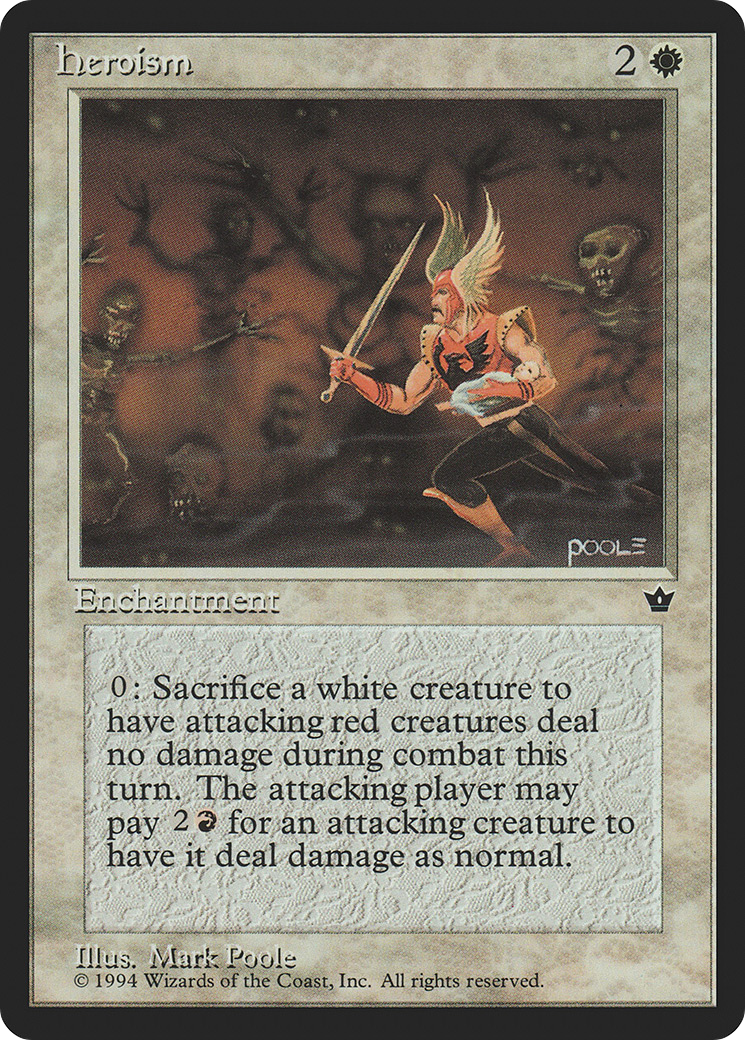 Heroism 2
POOLE
Enchantment
0: Sacrifice a white creature to
have attacking red creatures deal
no damage during combat this
turn. The attacking player may
pay 2 for an attacking creature to
have it deal damage as normal.
Illus. Mark Poole
© 1994 Wizards of the Coast, Inc. All rights reserved.